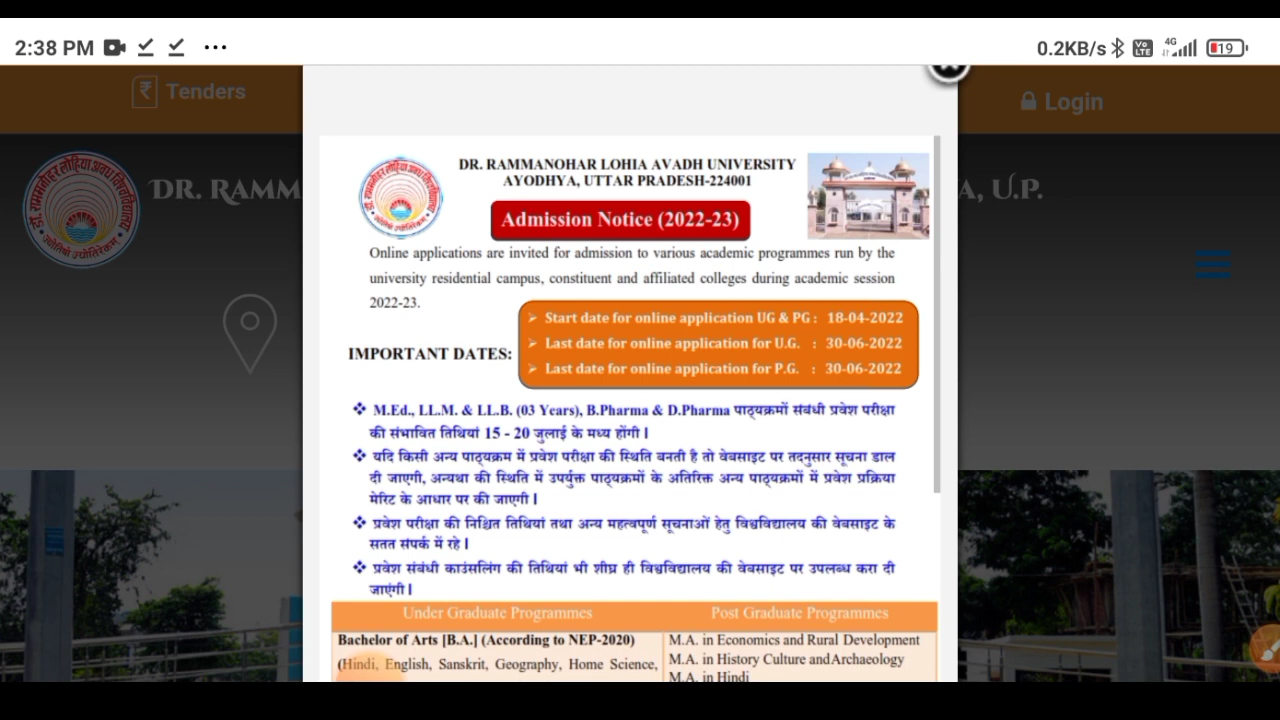 2:38 PM
0.2KB/s
Vo LTE
4G
19
Tenders
Login
DR. RAMM
A, U.P.
डॉ. राममनोहर लोहिया अवध विश्वविद्यालय
DR. RAMMANOHAR LOHIA AVADH UNIVERSITY
AYODHYA, UTTAR PRADESH-224001
Admission Notice (2022-23)
Online applications are invited for admission to various academic programmes run by the
university residential campus, constituent and affiliated colleges during academic session
2022-23.
➢ Start date for online application UG & PG : 18-04-2022
➢ Last date for online application for U.G. : 30-06-2022
➢ Last date for online application for P.G. : 30-06-2022
IMPORTANT DATES:
❖ M.Ed., LL.M. & LL.B. (03 Years), B.Pharma & D.Pharma पाठ्यक्रमों संबंधी प्रवेश परीक्षा
की संभावित तिथियां 15 - 20 जुलाई के मध्य होंगी |
❖ यदि किसी अन्य पाठ्यक्रम में प्रवेश परीक्षा की स्थिति बनती है तो वेबसाइट पर तदनुसार सूचना डाल
दी जाएगी, अन्यथा की स्थिति में उपर्युक्त पाठ्यक्रमों के अतिरिक्त अन्य पाठ्यक्रमों में प्रवेश प्रक्रिया
मेरिट के आधार पर की जाएगी |
❖ प्रवेश परीक्षा की निश्चित तिथियां तथा अन्य महत्वपूर्ण सूचनाओं हेतु विश्वविद्यालय की वेबसाइट के
सतत संपर्क में रहे |
❖ प्रवेश संबंधी काउंसलिंग की तिथियां भी शीघ्र ही विश्वविद्यालय की वेबसाइट पर उपलब्ध करा दी
जाएंगी |
Under Graduate Programmes
Post Graduate Programmes
Bachelor of Arts [B.A.] (According to NEP-2020)
(Hindi, English, Sanskrit, Geography, Home Science,
M.A. in Economics and Rural Development
M.A. in History Culture andArchaeology
M.A. in Hindi